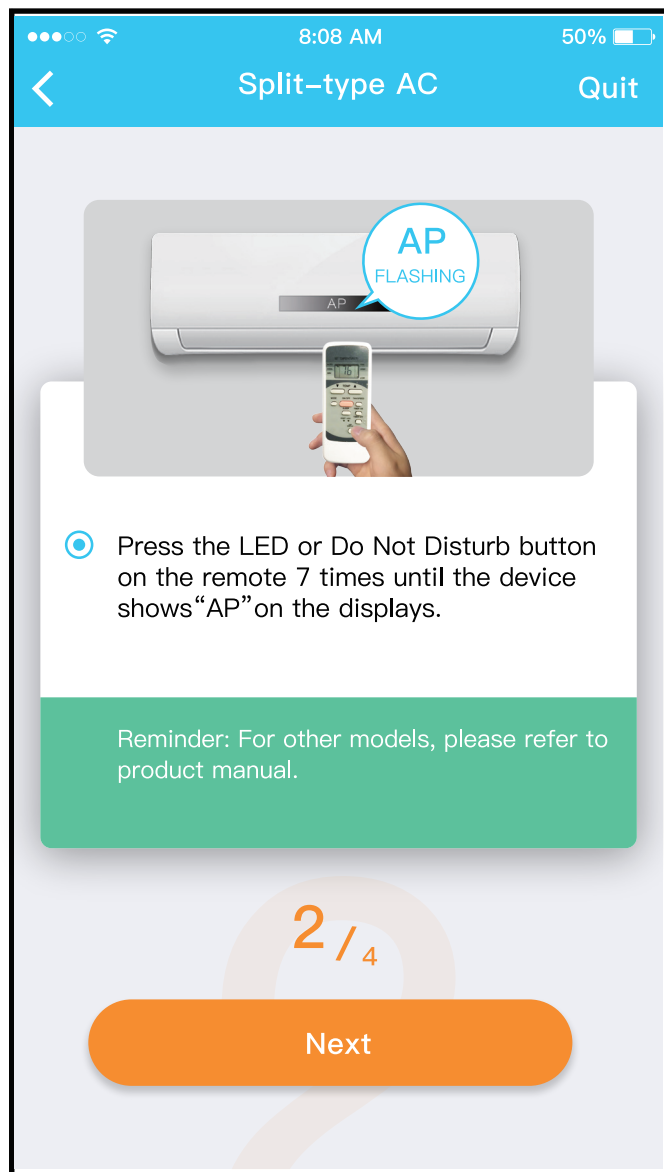 8:08 AM
50%
Split-type AC
Quit
AP
FLASHING
AP
76
Press the LED or Do Not Disturb button
on the remote 7 times until the device
shows“AP”on the displays.
Reminder: For other models, please refer to
product manual.
2/4
Next